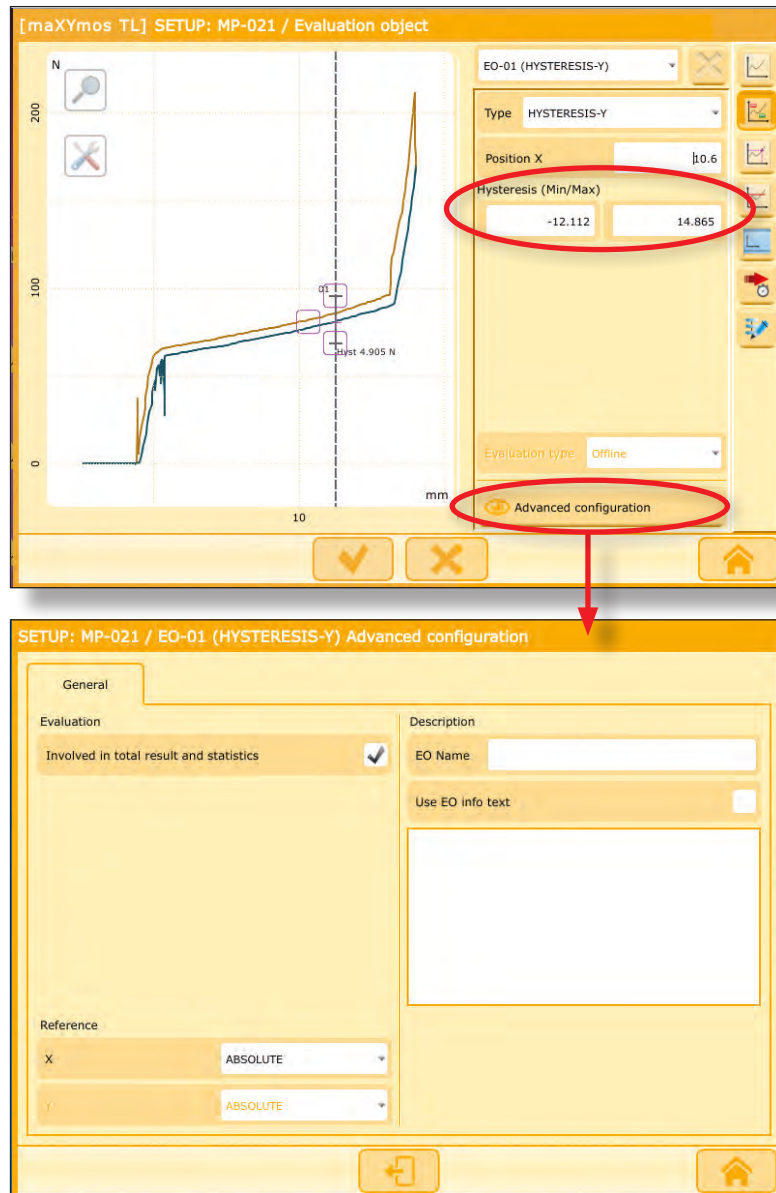 [maXYmos TL] SETUP: MP-021 / Evaluation object
N
200
100
0
01
Hyst 4.905 N
mm
10
EO-01 (HYSTERESIS-Y)
Type HYSTERESIS-Y
Position X 10.6
Hysteresis (Min/Max)
-12.112 14.865
Evaluation type Offline
Advanced configuration
SETUP: MP-021 / EO-01 (HYSTERESIS-Y) Advanced configuration
General
Evaluation
Involved in total result and statistics
Reference
X ABSOLUTE
Y ABSOLUTE
Description
EO Name
Use EO info text